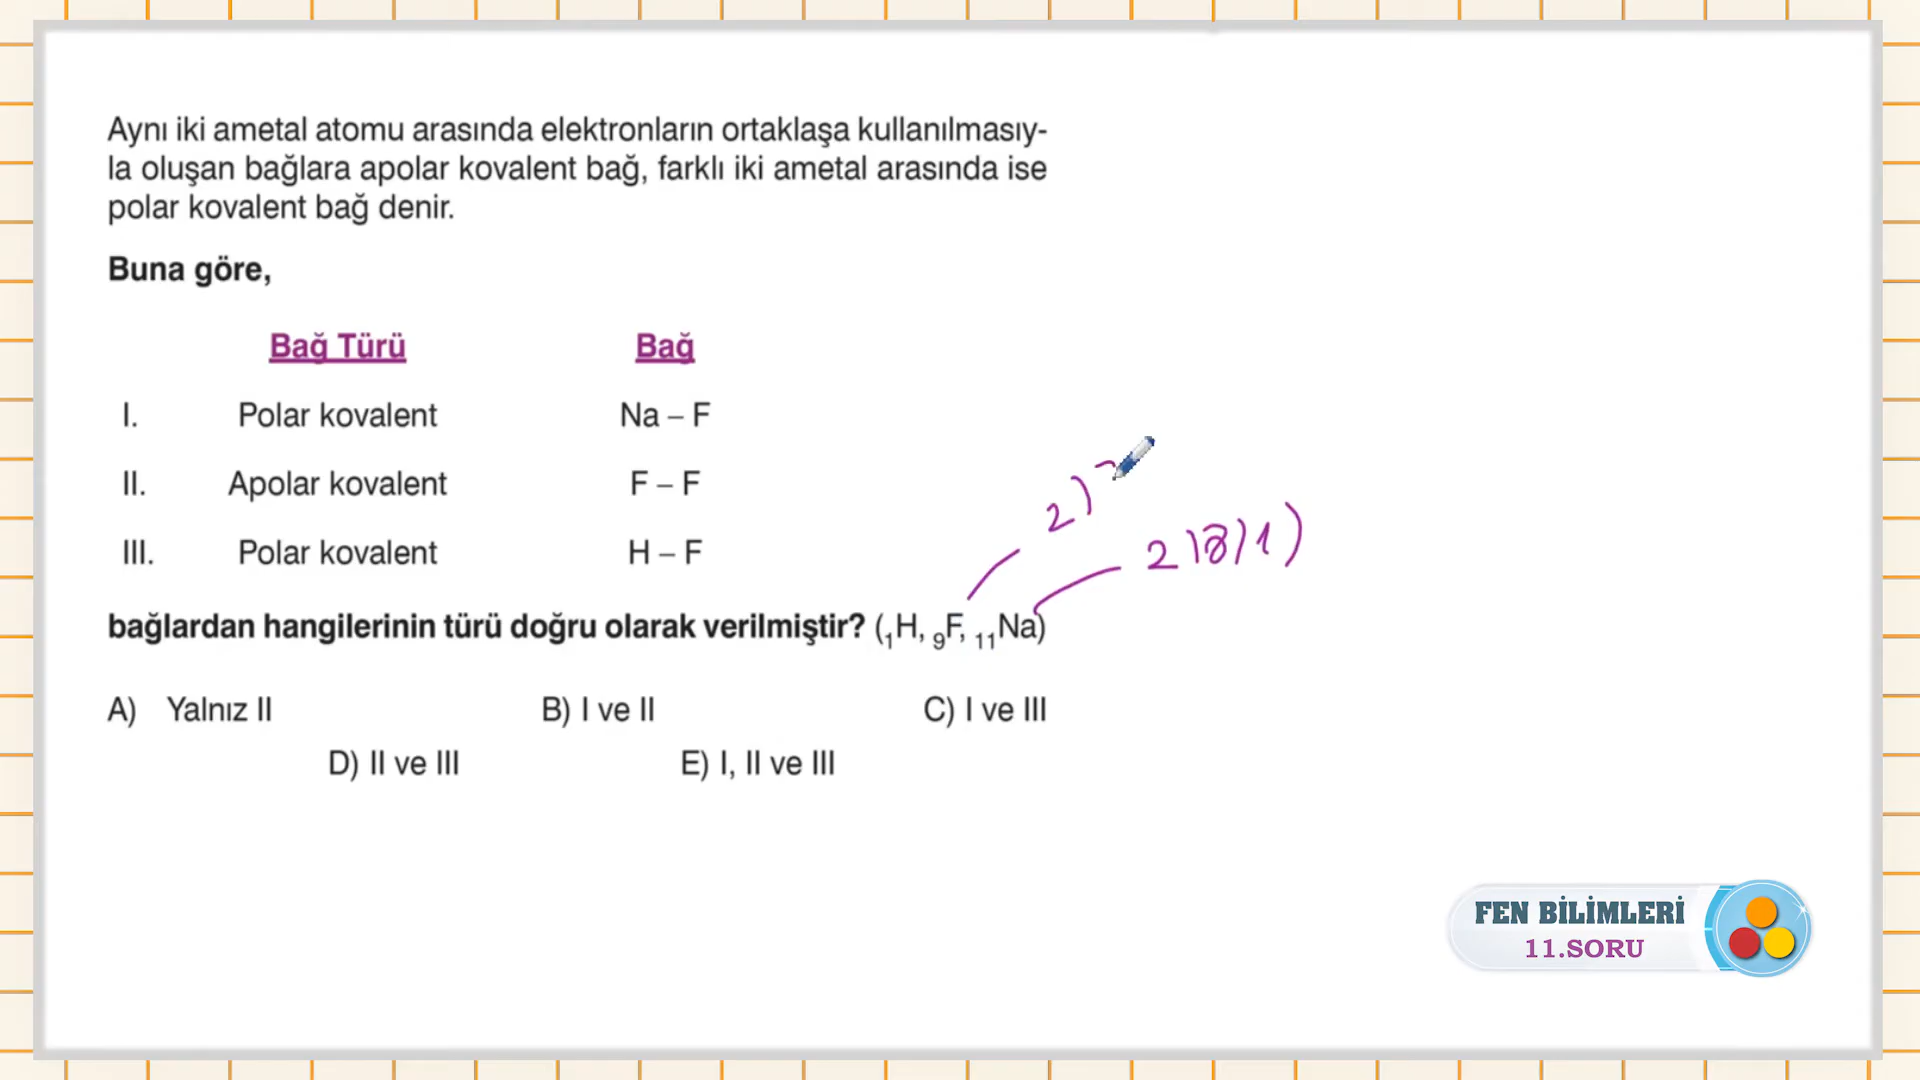 Aynı iki ametal atomu arasında elektronların ortaklaşa kullanılmasıy-
la oluşan bağlara apolar kovalent bağ, farklı iki ametal arasında ise
polar kovalent bağ denir.
Buna göre,
Bağ Türü Bağ
I. Polar kovalent Na – F
II. Apolar kovalent F – F
III. Polar kovalent H – F
2)
2)8)1)
bağlardan hangilerinin türü doğru olarak verilmiştir? (₁H, ₉F, ₁₁Na)
A) Yalnız II B) I ve II C) I ve III
D) II ve III E) I, II ve III
FEN BİLİMLERİ
11.SORU